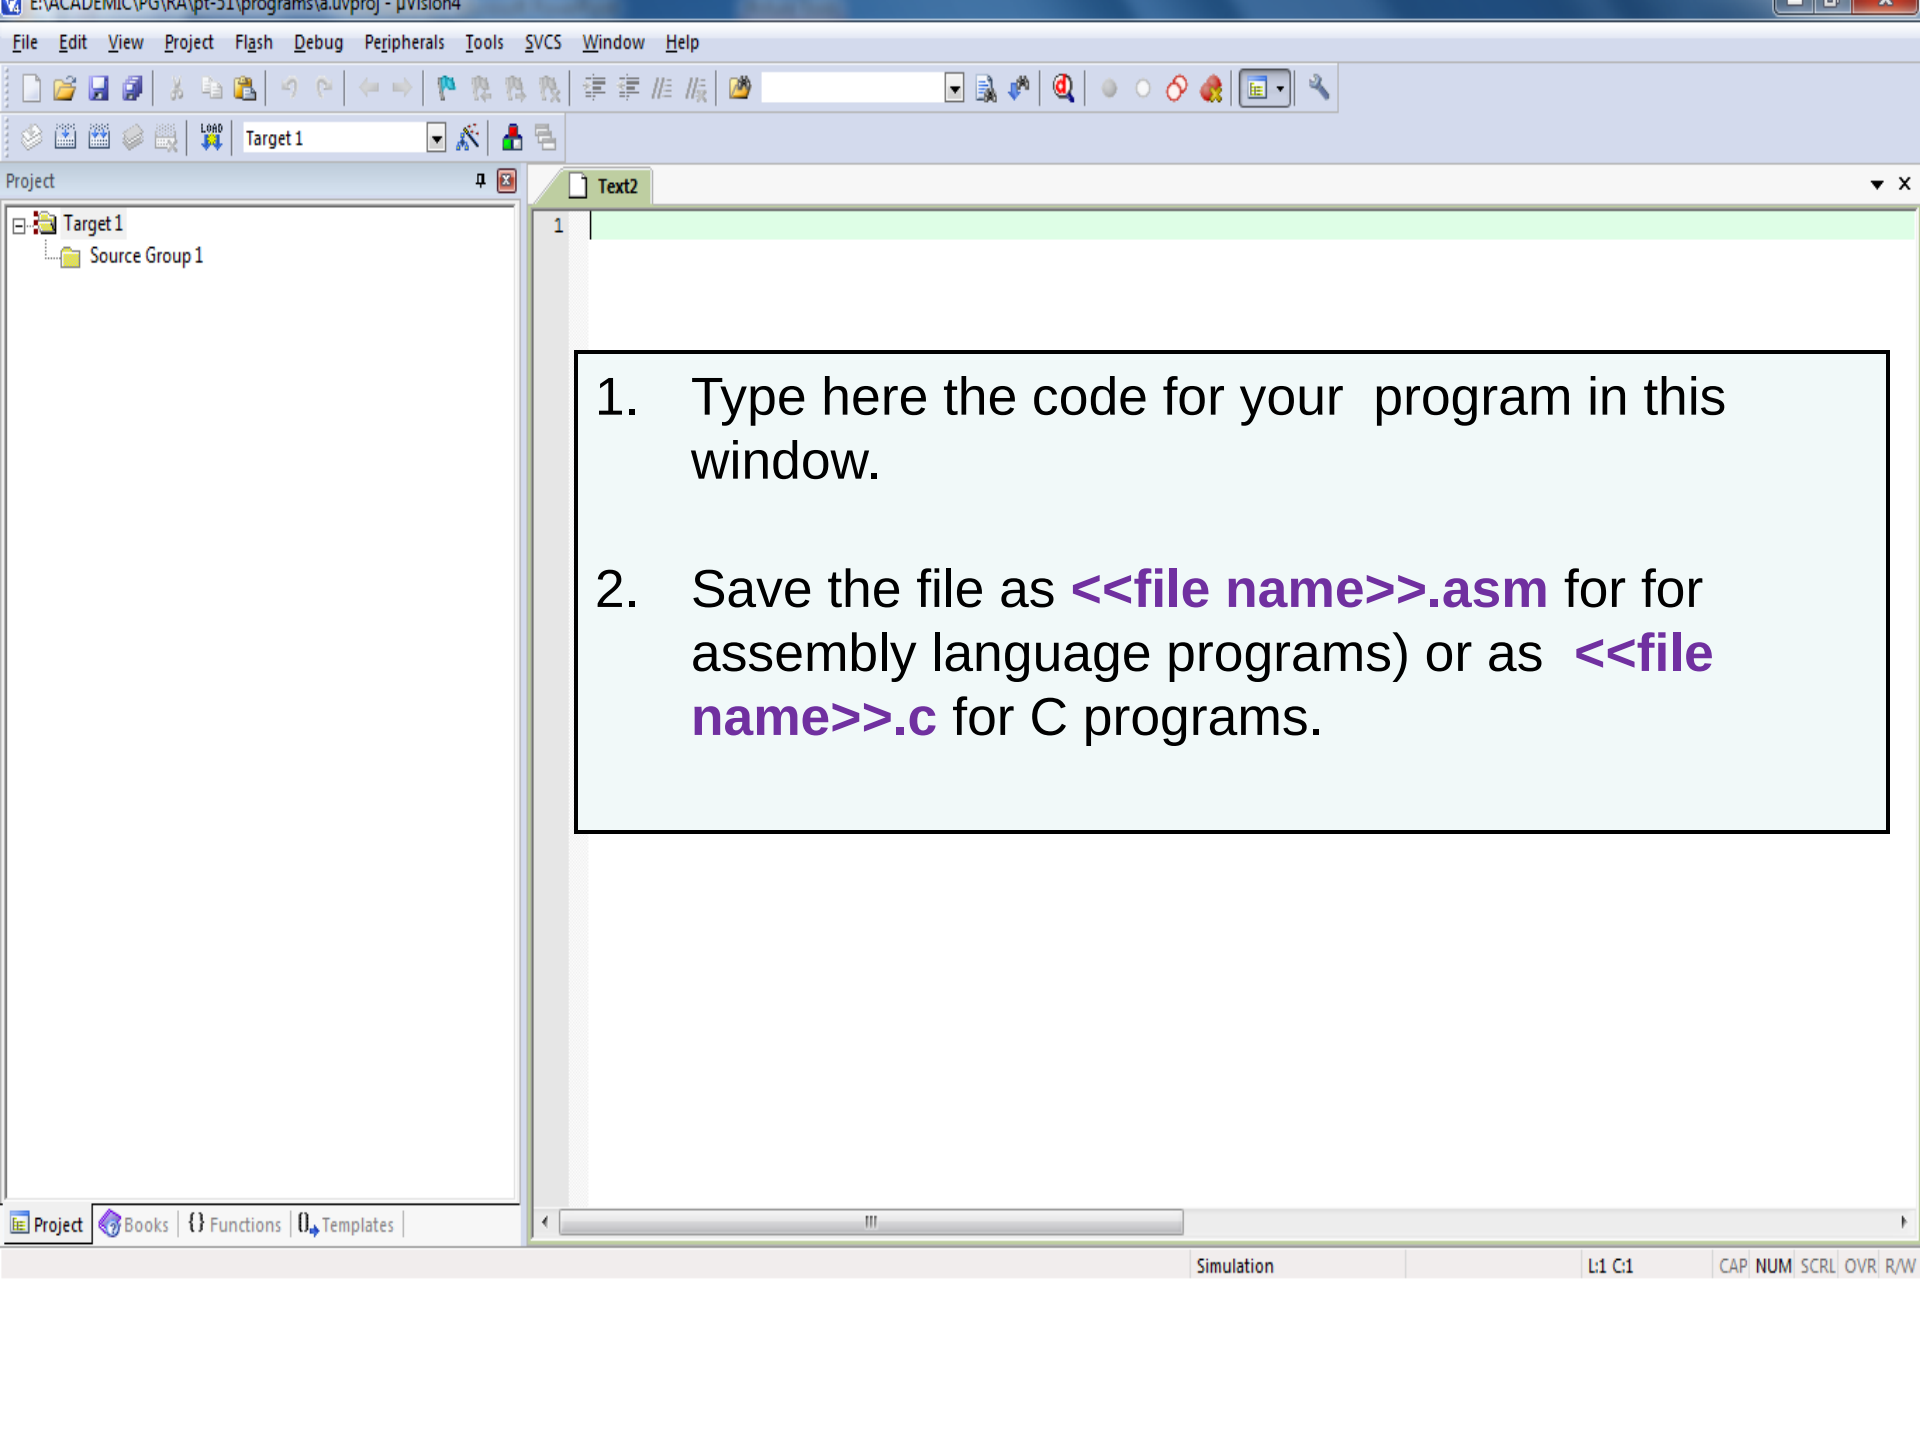 E:\ACADEMIC\PG\RA\pt-51\programs\a.uvproj - µVision4
File Edit View Project Flash Debug Peripherals Tools SVCS Window Help
LOAD Target 1
Project
Text2
Target 1
1
Source Group 1
1. Type here the code for your  program in this
window.
2. Save the file as <<file name>>.asm for for
assembly language programs) or as  <<file
name>>.c for C programs.
Project Books {} Functions 0 Templates
Simulation L:1 C:1 CAP NUM SCRL OVR R/W